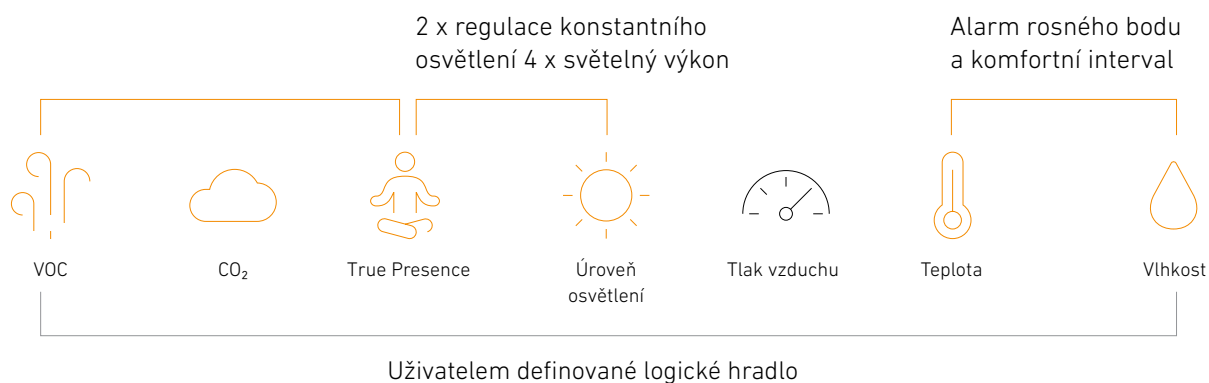 2 x regulace konstantního
osvětlení 4 x světelný výkon
Alarm rosného bodu
a komfortní interval
VOC
CO₂
True Presence
Úroveň
osvětlení
Tlak vzduchu
Teplota
Vlhkost
Uživatelem definované logické hradlo